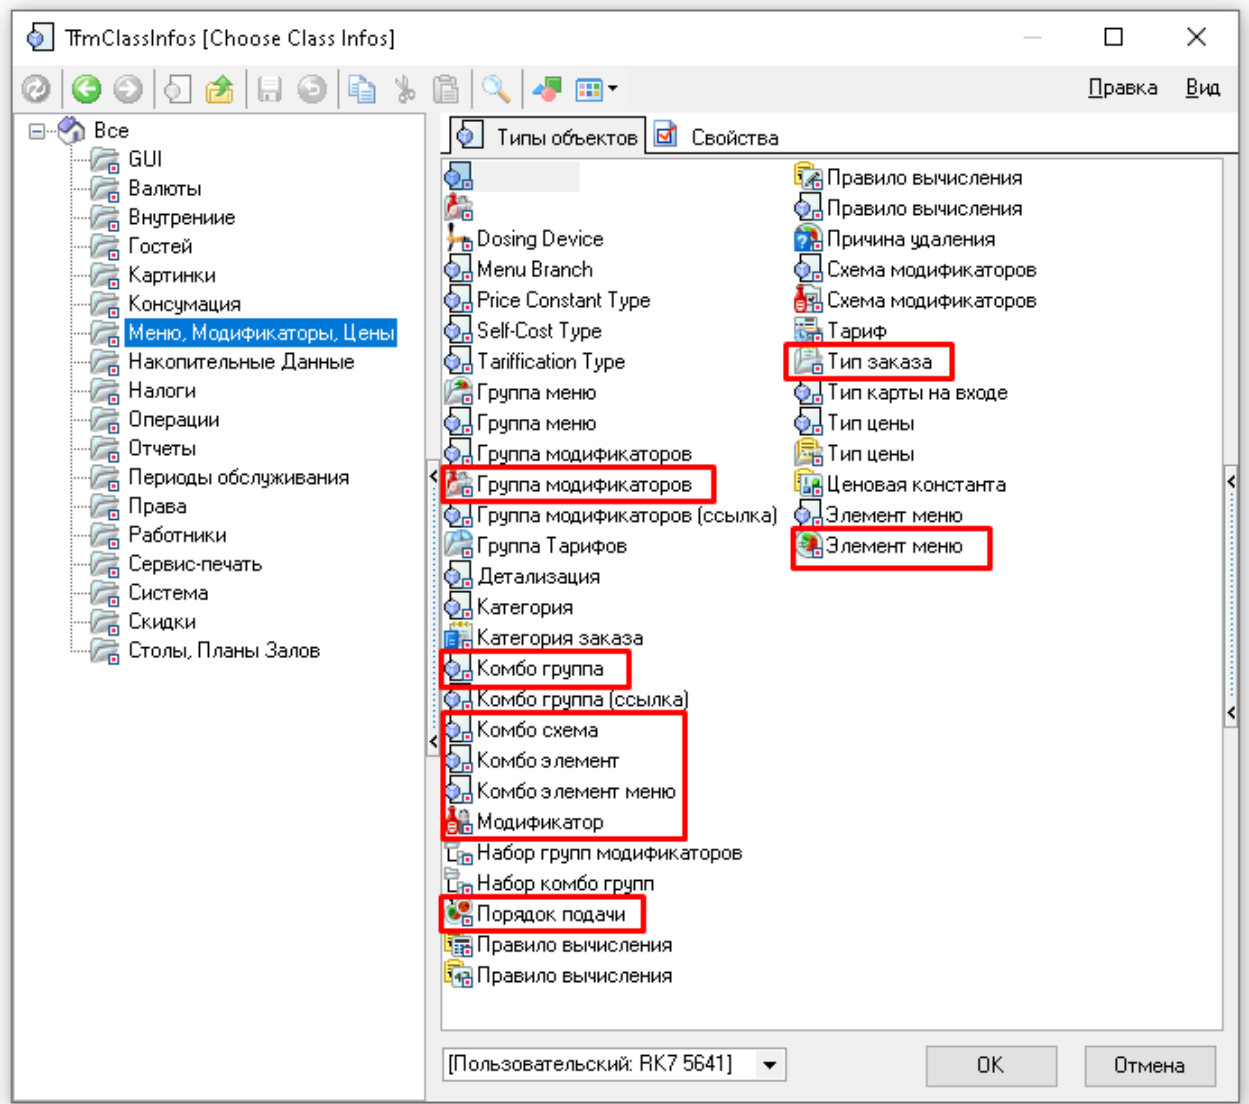 TfmClassInfos [Choose Class Infos]
Правка Вид
Все
GUI
Валюты
Внутренние
Гостей
Картинки
Консумация
Меню, Модификаторы, Цены
Накопительные Данные
Налоги
Операции
Отчеты
Периоды обслуживания
Права
Работники
Сервис-печать
Система
Скидки
Столы, Планы Залов
Типы объектов
Свойства
Dosing Device
Menu Branch
Price Constant Type
Self-Cost Type
Tariffication Type
Группа меню
Группа меню
Группа модификаторов
Группа модификаторов
Группа модификаторов (ссылка)
Группа Тарифов
Детализация
Категория
Категория заказа
Комбо группа
Комбо группа (ссылка)
Комбо схема
Комбо элемент
Комбо элемент меню
Модификатор
Набор групп модификаторов
Набор комбо групп
Порядок подачи
Правило вычисления
Правило вычисления
Правило вычисления
Правило вычисления
Причина удаления
Схема модификаторов
Схема модификаторов
Тариф
Тип заказа
Тип карты на входе
Тип цены
Тип цены
Ценовая константа
Элемент меню
Элемент меню
[Пользовательский: RK7 5641]
OK
Отмена